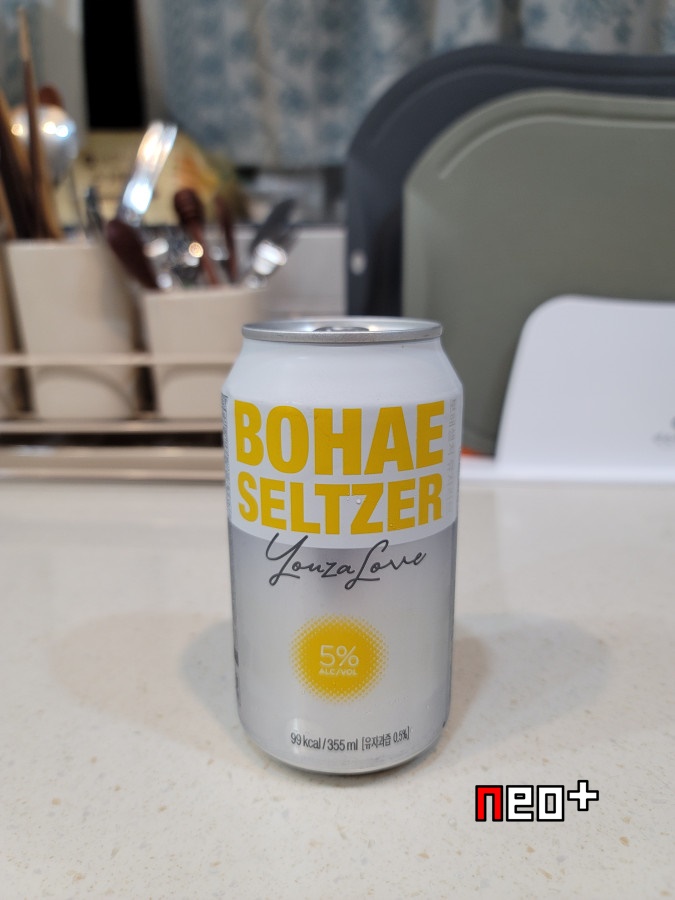 BOHAE
SELTZER
YouzaLove
5%
ALC/VOL
99 kcal / 355 ml [유자과즙 0.5%]
neo+